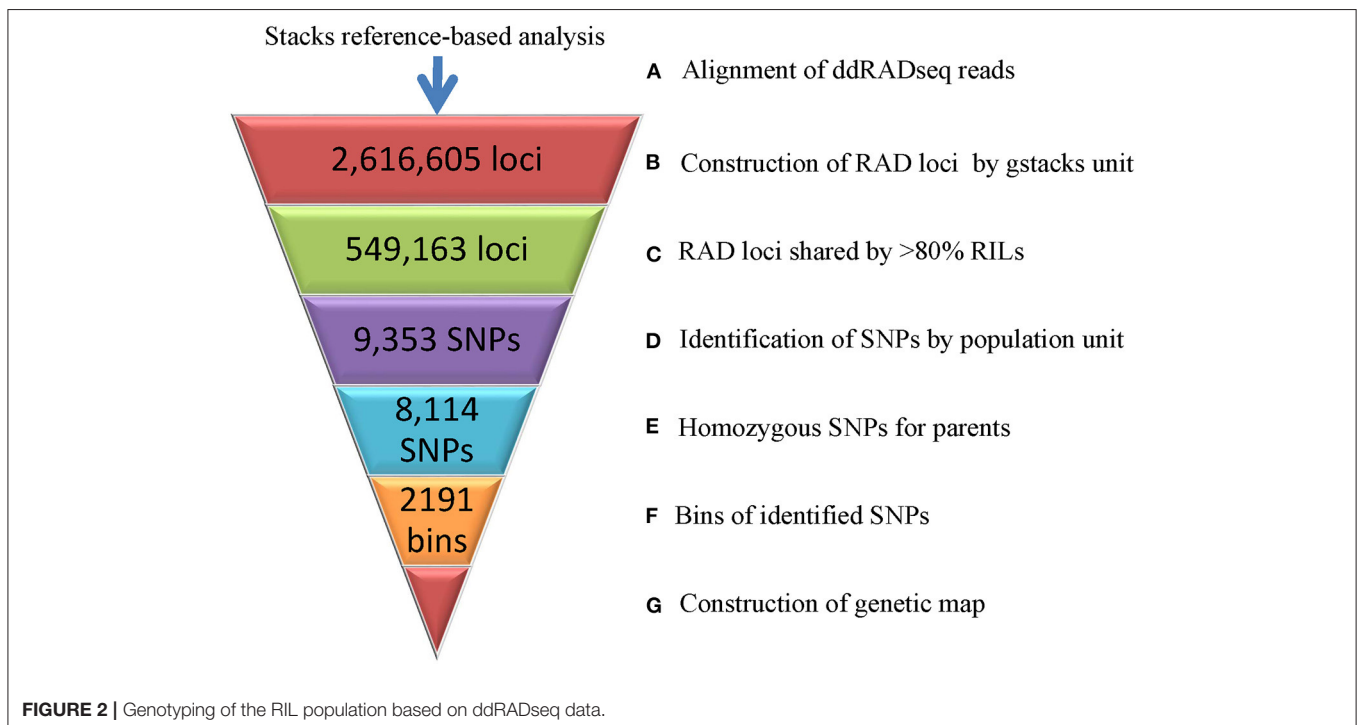 Stacks reference-based analysis
A Alignment of ddRADseq reads
2,616,605 loci
B Construction of RAD loci by gstacks unit
549,163 loci
C RAD loci shared by >80% RILs
9,353 SNPs
D Identification of SNPs by population unit
8,114
SNPs
E Homozygous SNPs for parents
2191
bins
F Bins of identified SNPs
G Construction of genetic map
FIGURE 2 | Genotyping of the RIL population based on ddRADseq data.